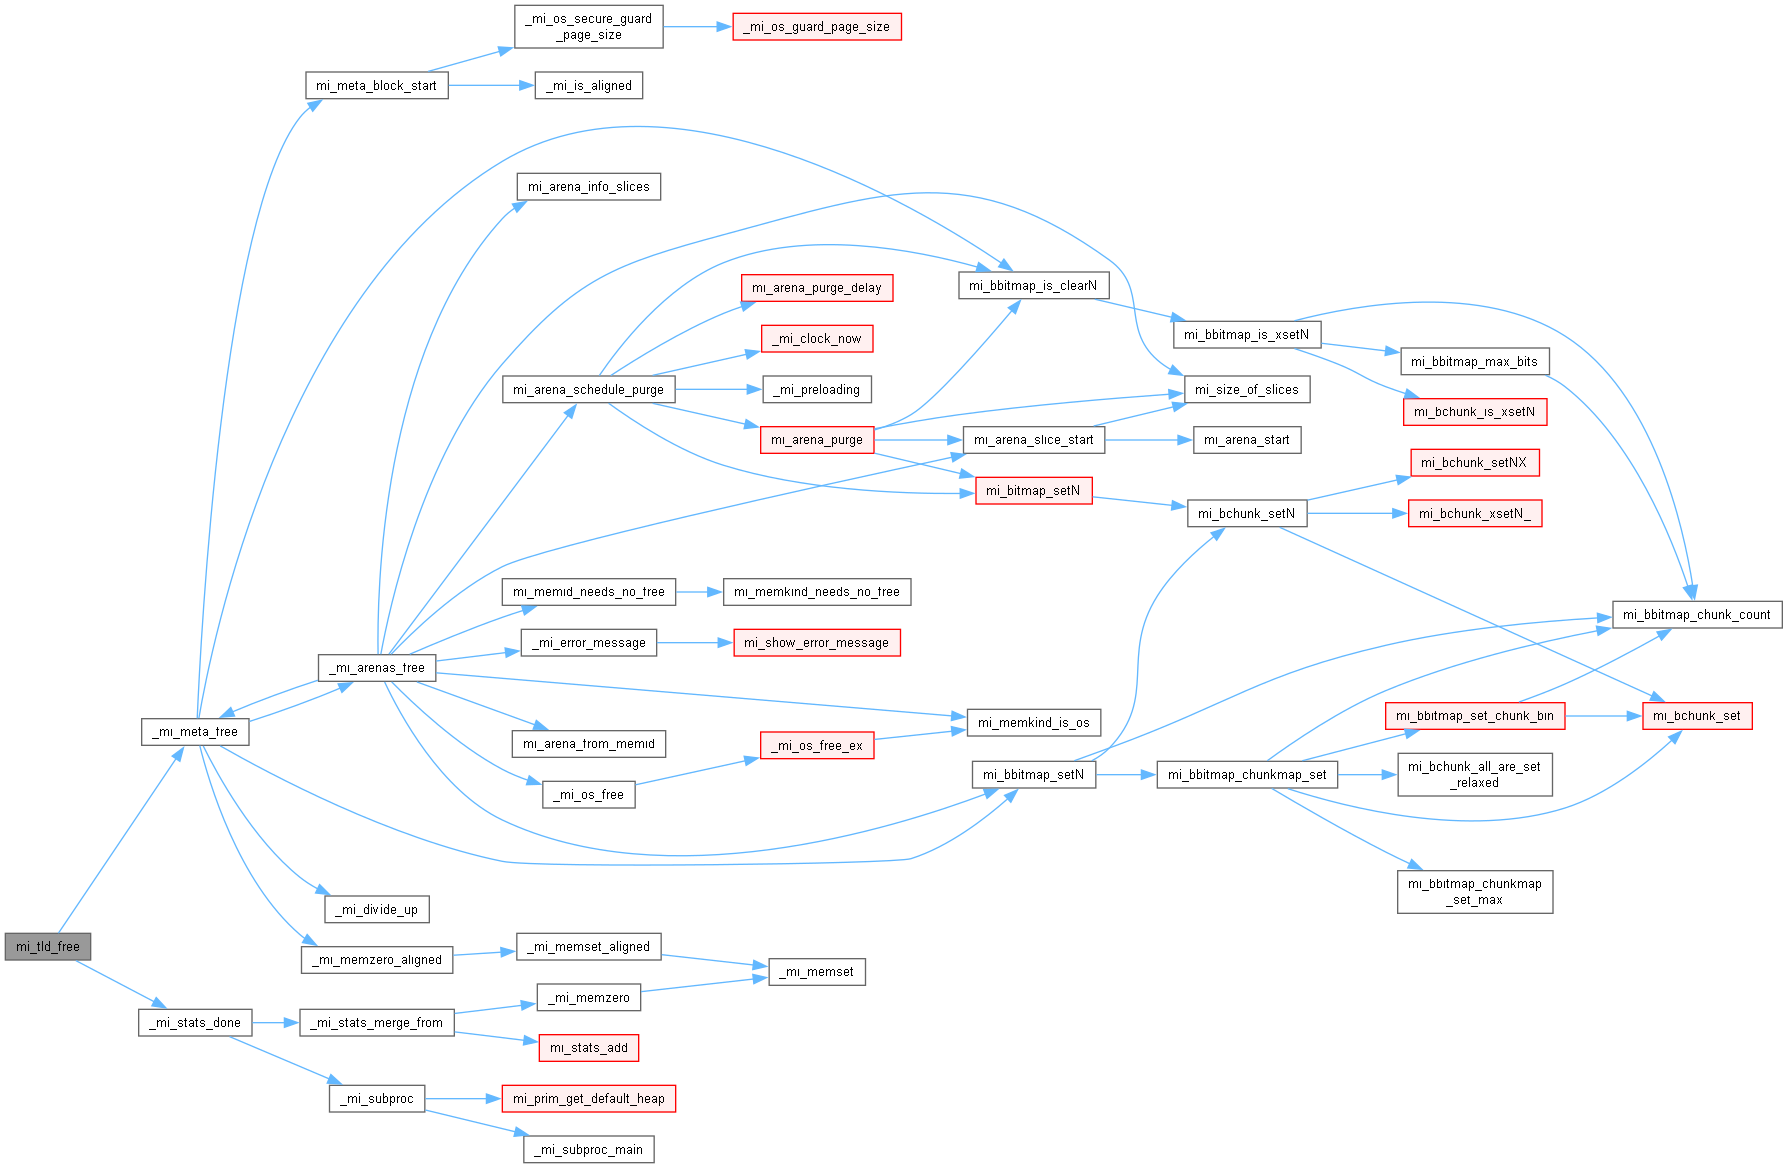 _mi_os_secure_guard
_page_size
_mi_os_guard_page_size
mi_meta_block_start
_mi_is_aligned
mi_arena_info_slices
mi_bbitmap_is_clearN
mi_arena_purge_delay
_mi_clock_now
mi_bbitmap_is_xsetN
mi_bbitmap_max_bits
mi_arena_schedule_purge
_mi_preloading
mi_size_of_slices
mi_bchunk_is_xsetN
mi_arena_purge
mi_arena_slice_start
mi_arena_start
mi_bchunk_setNX
mi_bitmap_setN
mi_bchunk_setN
mi_bchunk_xsetN_
mi_memid_needs_no_free
mi_memkind_needs_no_free
mi_bbitmap_chunk_count
_mi_error_message
mi_show_error_message
_mi_arenas_free
mi_memkind_is_os
mi_bbitmap_set_chunk_bin
mi_bchunk_set
_mi_meta_free
mi_arena_from_memid
_mi_os_free_ex
mi_bbitmap_setN
mi_bbitmap_chunkmap_set
mi_bchunk_all_are_set
_relaxed
_mi_os_free
mi_bbitmap_chunkmap
_set_max
_mi_divide_up
mi_tld_free
_mi_memzero_aligned
_mi_memset_aligned
_mi_memset
_mi_memzero
_mi_stats_done
_mi_stats_merge_from
mi_stats_add
_mi_subproc
mi_prim_get_default_heap
_mi_subproc_main